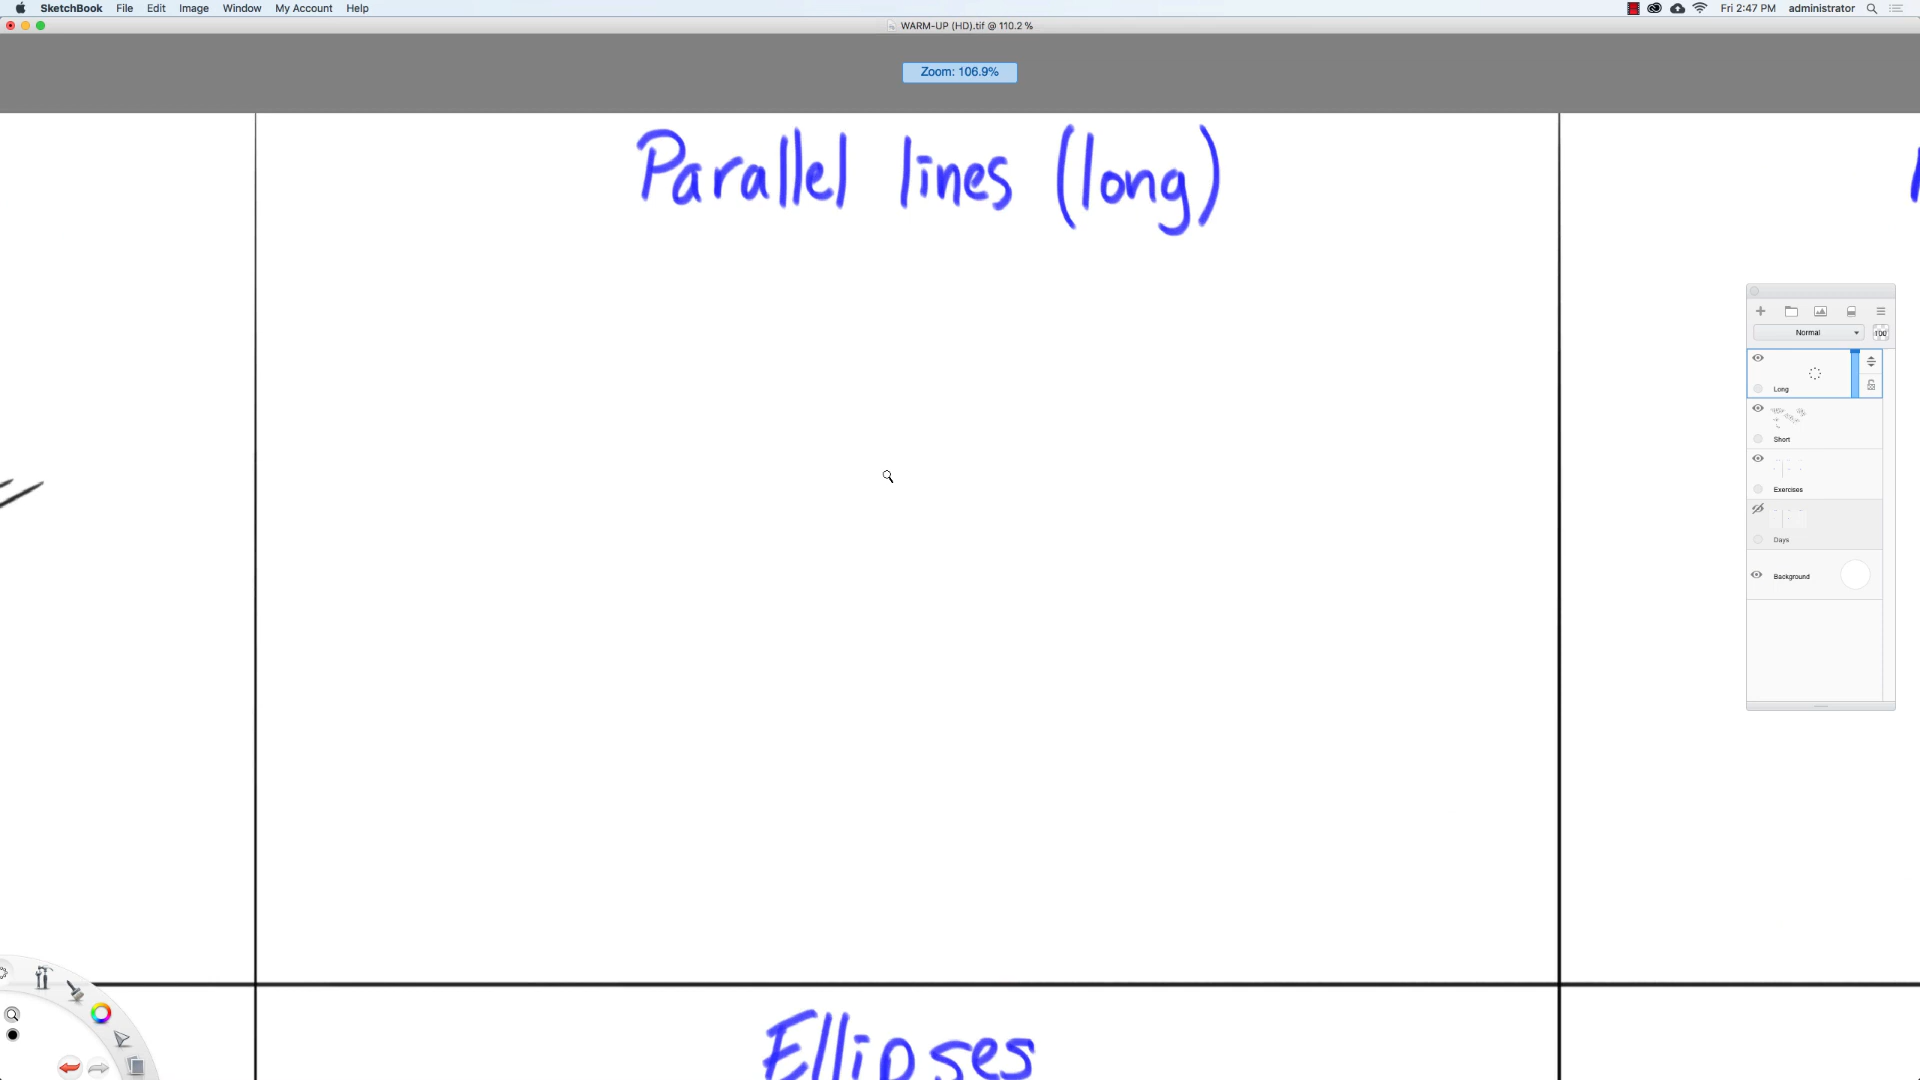 SketchBook File Edit Image Window My Account Help Fri 2:47 PM administrator
WARM-UP (HD).tif @ 110.2 %
Zoom: 106.9%
Parallel lines (long)
Normal 100
Long
Short
Exercises
Days
Background
Ellipses